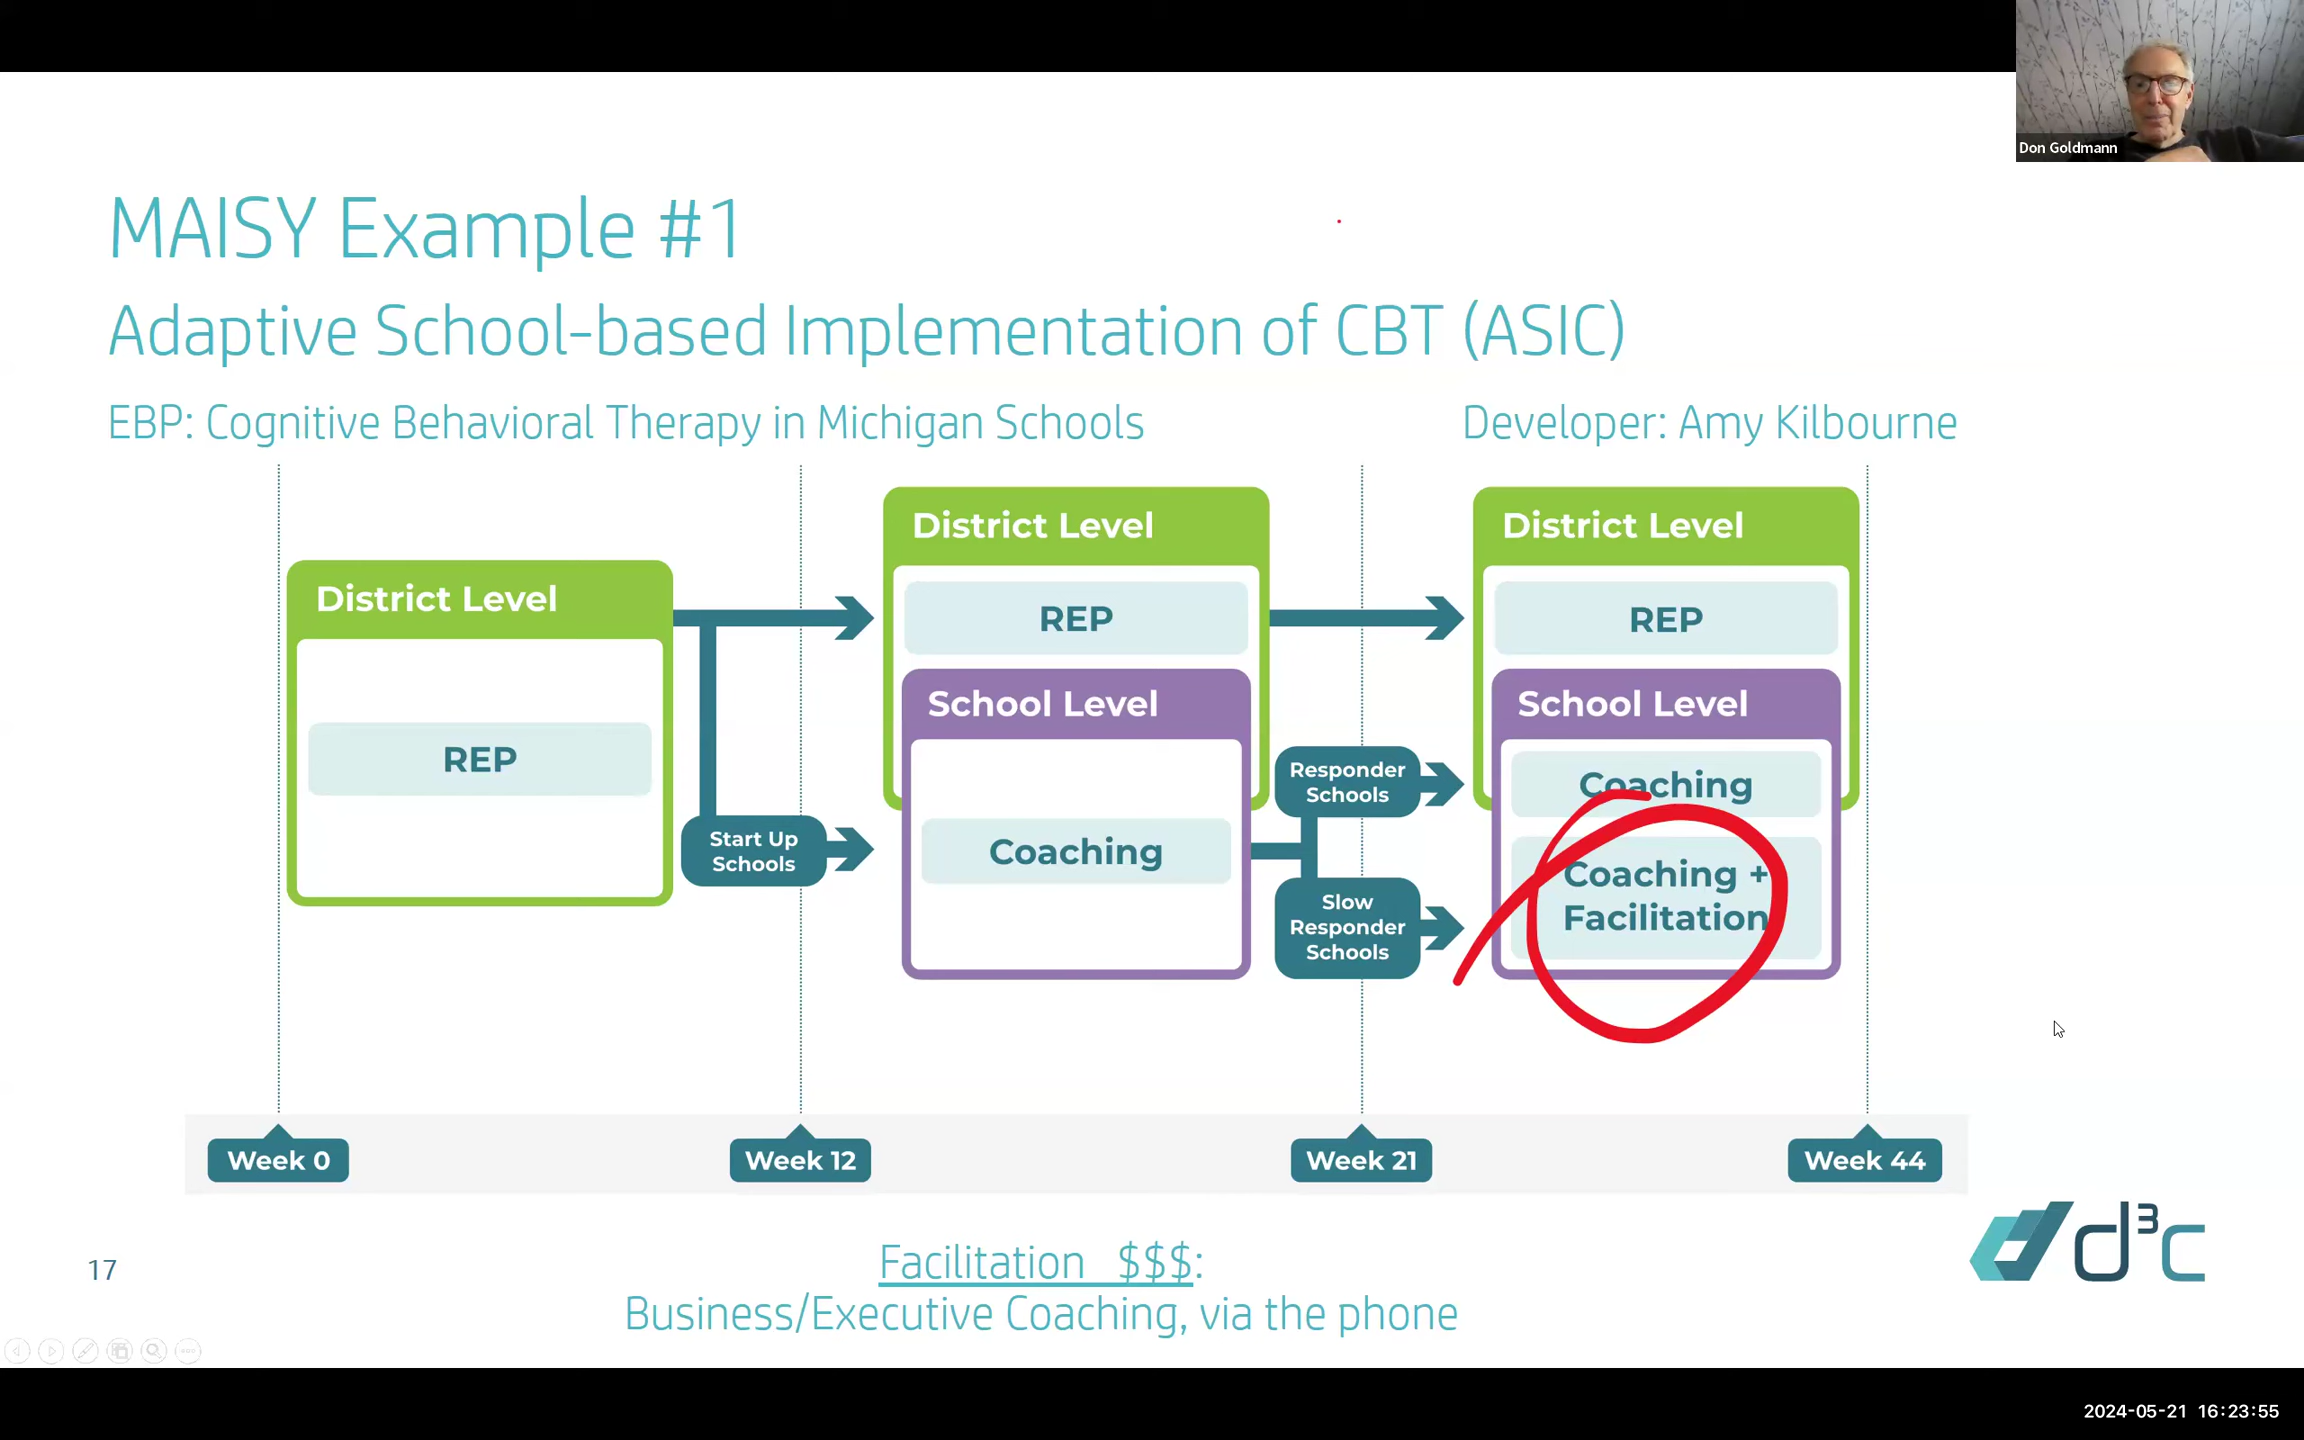 Don Goldmann
MAISY Example #1
Adaptive School-based Implementation of CBT (ASIC)
EBP: Cognitive Behavioral Therapy in Michigan Schools
Developer: Amy Kilbourne
District Level
REP
Start Up
Schools
District Level
REP
School Level
Coaching
Responder
Schools
Slow
Responder
Schools
District Level
REP
School Level
Coaching
Coaching +
Facilitation
Week 0
Week 12
Week 21
Week 44
Facilitation $$$:
Business/Executive Coaching, via the phone
17
d³c
2024-05-21 16:23:55